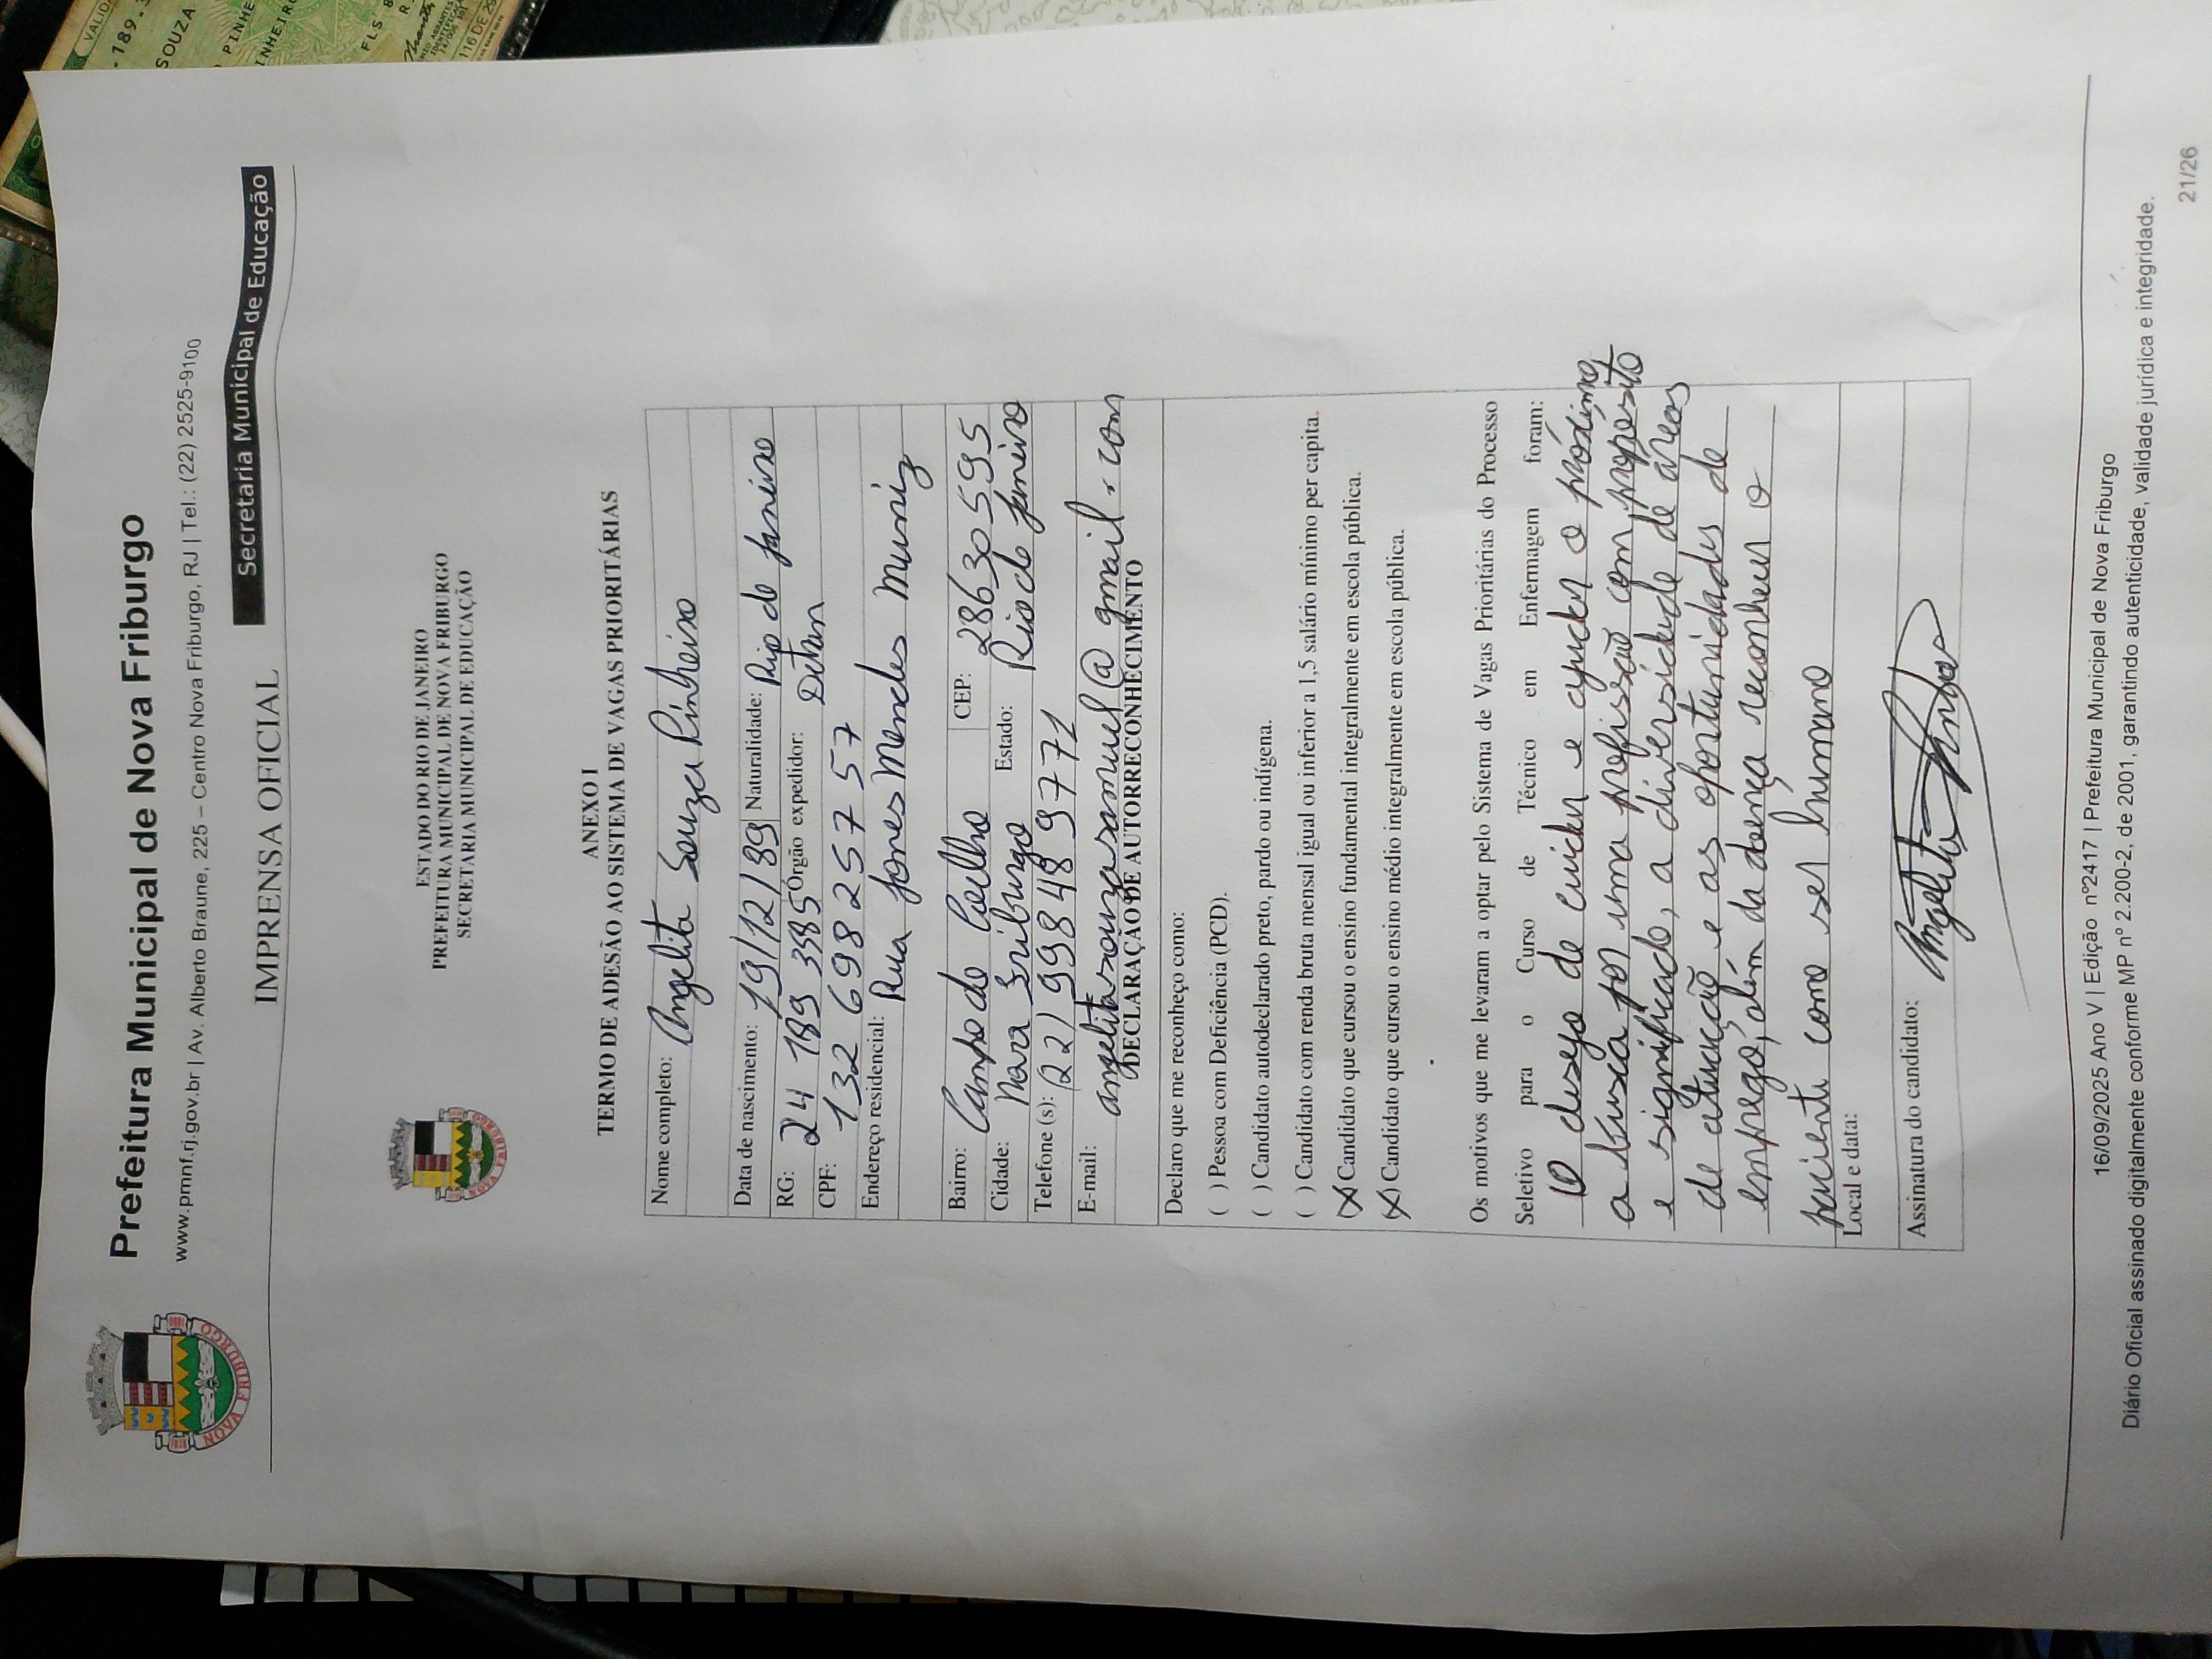 Prefeitura Municipal de Nova Friburgo
www.pmnf.rj.gov.br | Av. Alberto Braune, 225 – Centro Nova Friburgo, RJ | Tel.: (22) 2525-9100
Secretaria Municipal de Educação
IMPRENSA OFICIAL
NOVA FRIBURGO
ESTADO DO RIO DE JANEIRO
PREFEITURA MUNICIPAL DE NOVA FRIBURGO
SECRETARIA MUNICIPAL DE EDUCAÇÃO
NOVA FRIBURGO
ANEXO I
TERMO DE ADESÃO AO SISTEMA DE VAGAS PRIORITÁRIAS
Nome completo: Angelita Souza Pinheiro
Data de nascimento: 19/12/89 Naturalidade: Rio de Janeiro
RG: 24 189 3585 Órgão expedidor: Detran
CPF: 132 698257 57
Endereço residencial: Rua Jones Mendes Muniz
Bairro: Campo do Coelho CEP: 28630595
Cidade: Nova Friburgo Estado: Rio de Janeiro
Telefone (s): (22) 99848 9771
E-mail: angelitasouzasamuel@gmail.com
DECLARAÇÃO DE AUTORRECONHECIMENTO
Declaro que me reconheço como:
( ) Pessoa com Deficiência (PCD).
( ) Candidato autodeclarado preto, pardo ou indígena.
( ) Candidato com renda bruta mensal igual ou inferior a 1,5 salário mínimo per capita.
(X) Candidato que cursou o ensino fundamental integralmente em escola pública.
(X) Candidato que cursou o ensino médio integralmente em escola pública.
Os motivos que me levaram a optar pelo Sistema de Vagas Prioritárias do Processo
Seletivo para o Curso de Técnico em Enfermagem foram:
O desejo de cuidar e ajudar o próximo,
a busca por uma profissão com propósito
e significado, a diversidade de áreas
de atuação e as oportunidades de
emprego, além da doença reconhecer o
paciente como ser humano
Local e data:
Assinatura do candidato: Angelita Pinheiro
16/09/2025 Ano V | Edição nº2417 | Prefeitura Municipal de Nova Friburgo
Diário Oficial assinado digitalmente conforme MP nº 2.200-2, de 2001, garantindo autenticidade, validade jurídica e integridade.
21/26
VALID
.189.3
SOUZA
PINHE
INHEIRO
FLS 8
116 DE 29